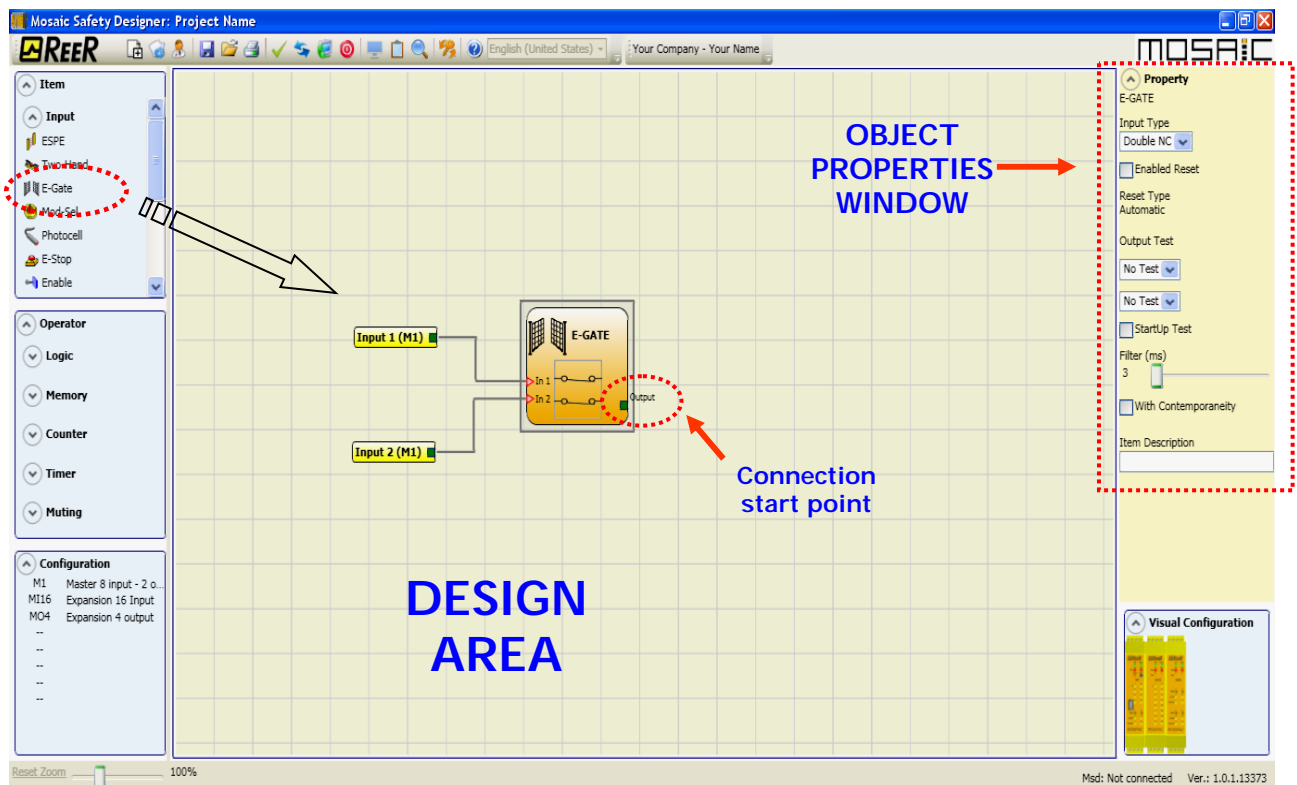 Mosaic Safety Designer: Project Name
ReeR
English (United States)
Your Company - Your Name
MOSAIC
Item
Input
ESPE
Two-Hand
E-Gate
Mod-Sel
Photocell
E-Stop
Enable
Operator
Logic
Memory
Counter
Timer
Muting
Configuration
M1 Master 8 input - 2 o...
MI16 Expansion 16 Input
MO4 Expansion 4 output
--
--
--
--
--
Input 1 (M1)
Input 2 (M1)
E-GATE
In 1
In 2
Output
Connection
start point
DESIGN
AREA
OBJECT
PROPERTIES
WINDOW
Property
E-GATE
Input Type
Double NC
Enabled Reset
Reset Type
Automatic
Output Test
No Test
No Test
StartUp Test
Filter (ms)
3
With Contemporaneity
Item Description
Visual Configuration
Reset Zoom
100%
Msd: Not connected Ver.: 1.0.1.13373